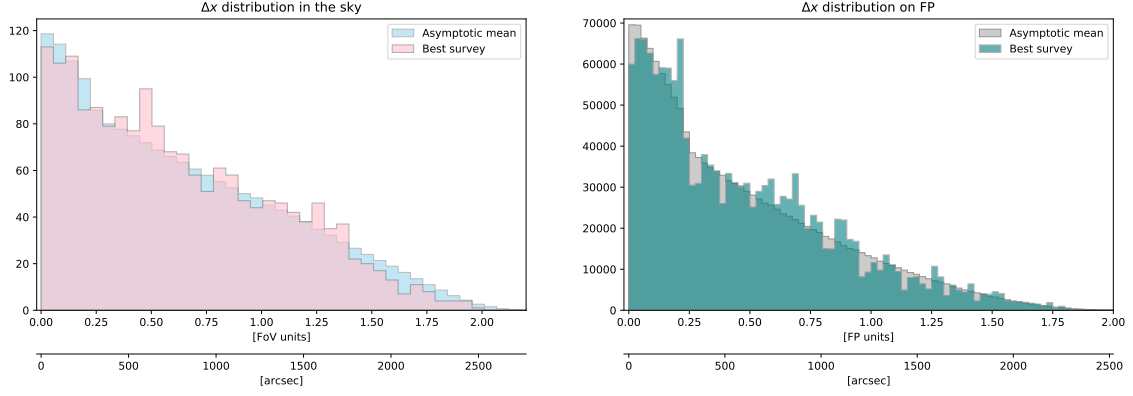 Δx distribution in the sky
120
100
80
60
40
20
0
Asymptotic mean
Best survey
0.00 0.25 0.50 0.75 1.00 1.25 1.50 1.75 2.00
[FoV units]
0 500 1000 1500 2000 2500
[arcsec]
Δx distribution on FP
70000
60000
50000
40000
30000
20000
10000
0
Asymptotic mean
Best survey
0.00 0.25 0.50 0.75 1.00 1.25 1.50 1.75 2.00
[FP units]
0 500 1000 1500 2000 2500
[arcsec]